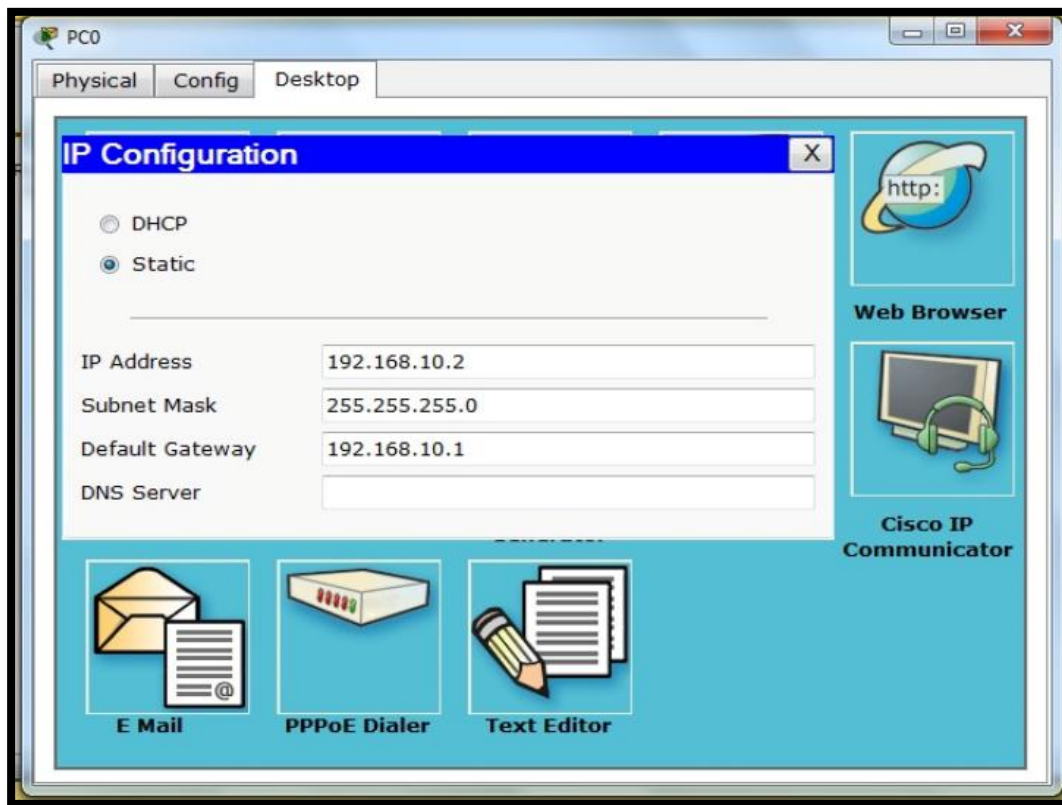 PC0
Physical Config Desktop
IP Configuration X
DHCP
Static
IP Address 192.168.10.2
Subnet Mask 255.255.255.0
Default Gateway 192.168.10.1
DNS Server
http:
Web Browser
Cisco IP
Communicator
@
E Mail
PPPoE Dialer
Text Editor